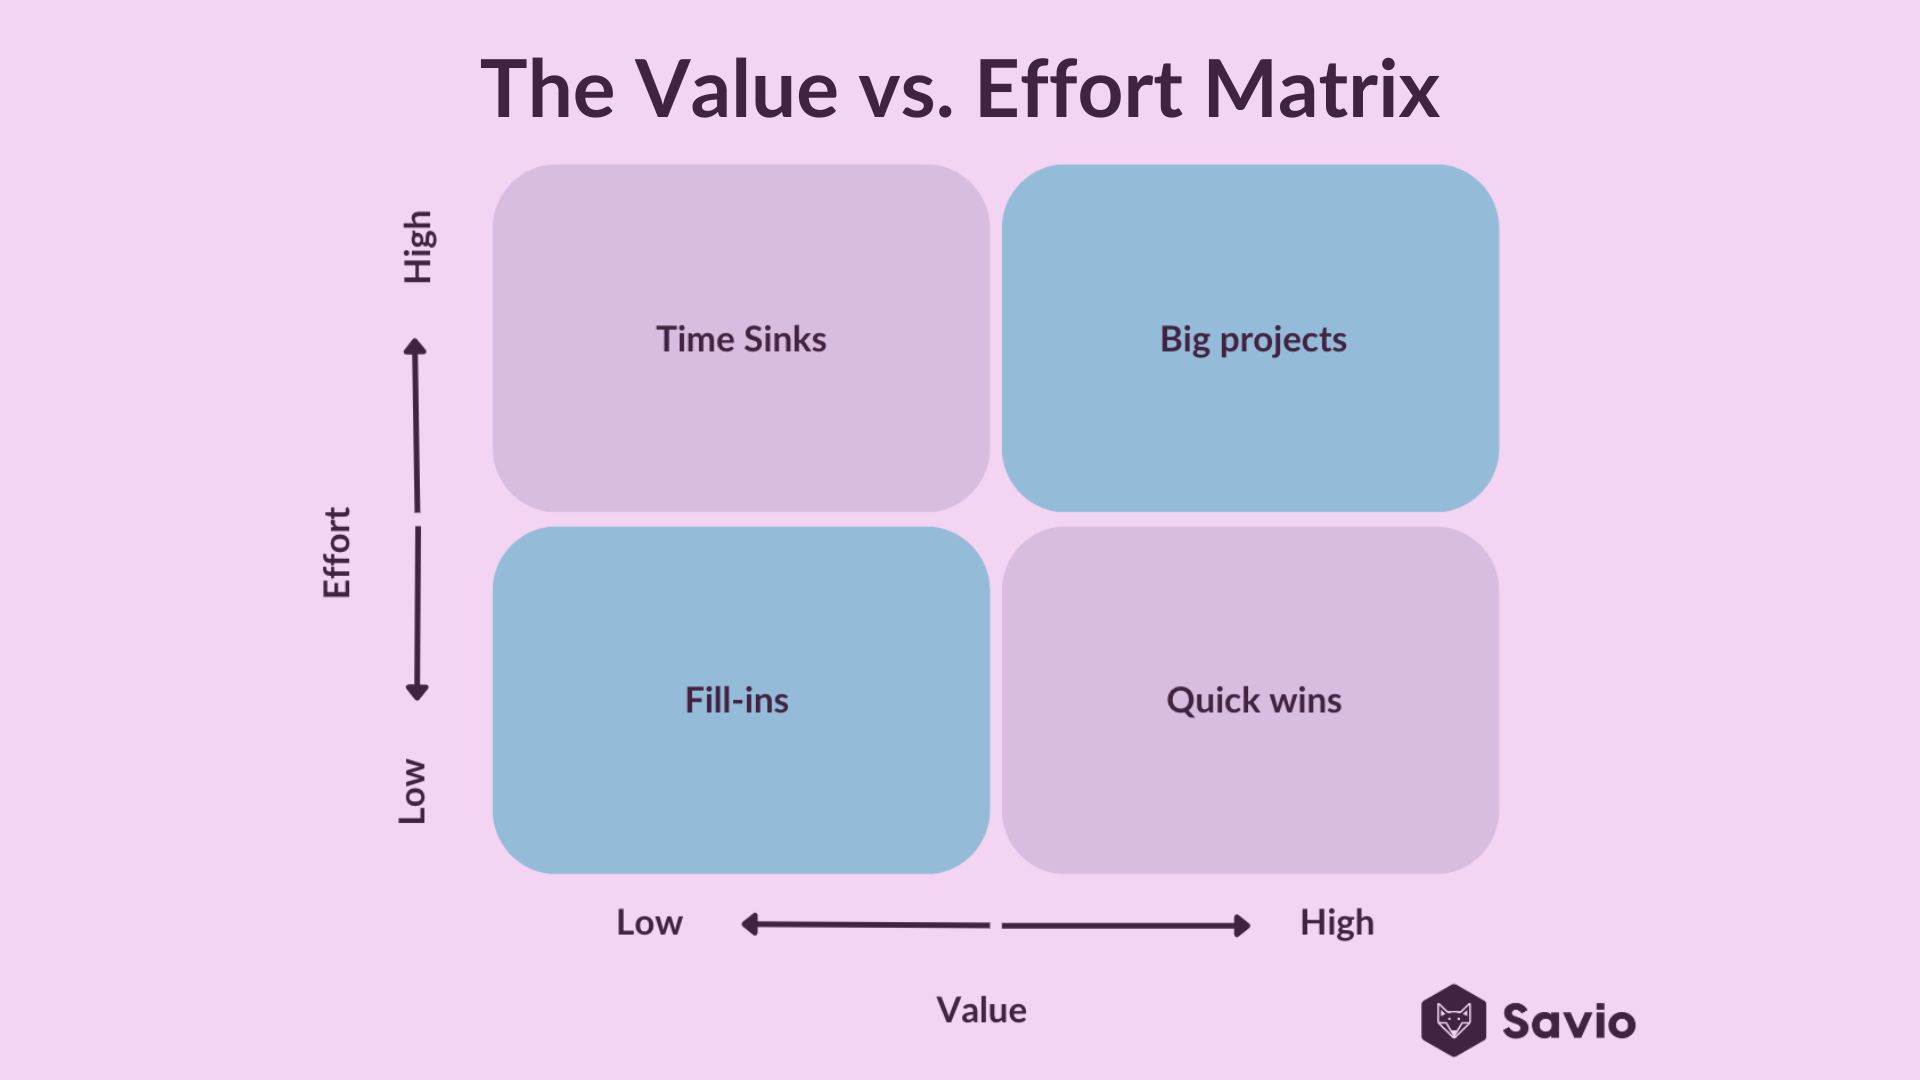 The Value vs. Effort Matrix
High
Time Sinks
Big projects
Effort
Fill-ins
Quick wins
Low
Low
High
Value
Savio